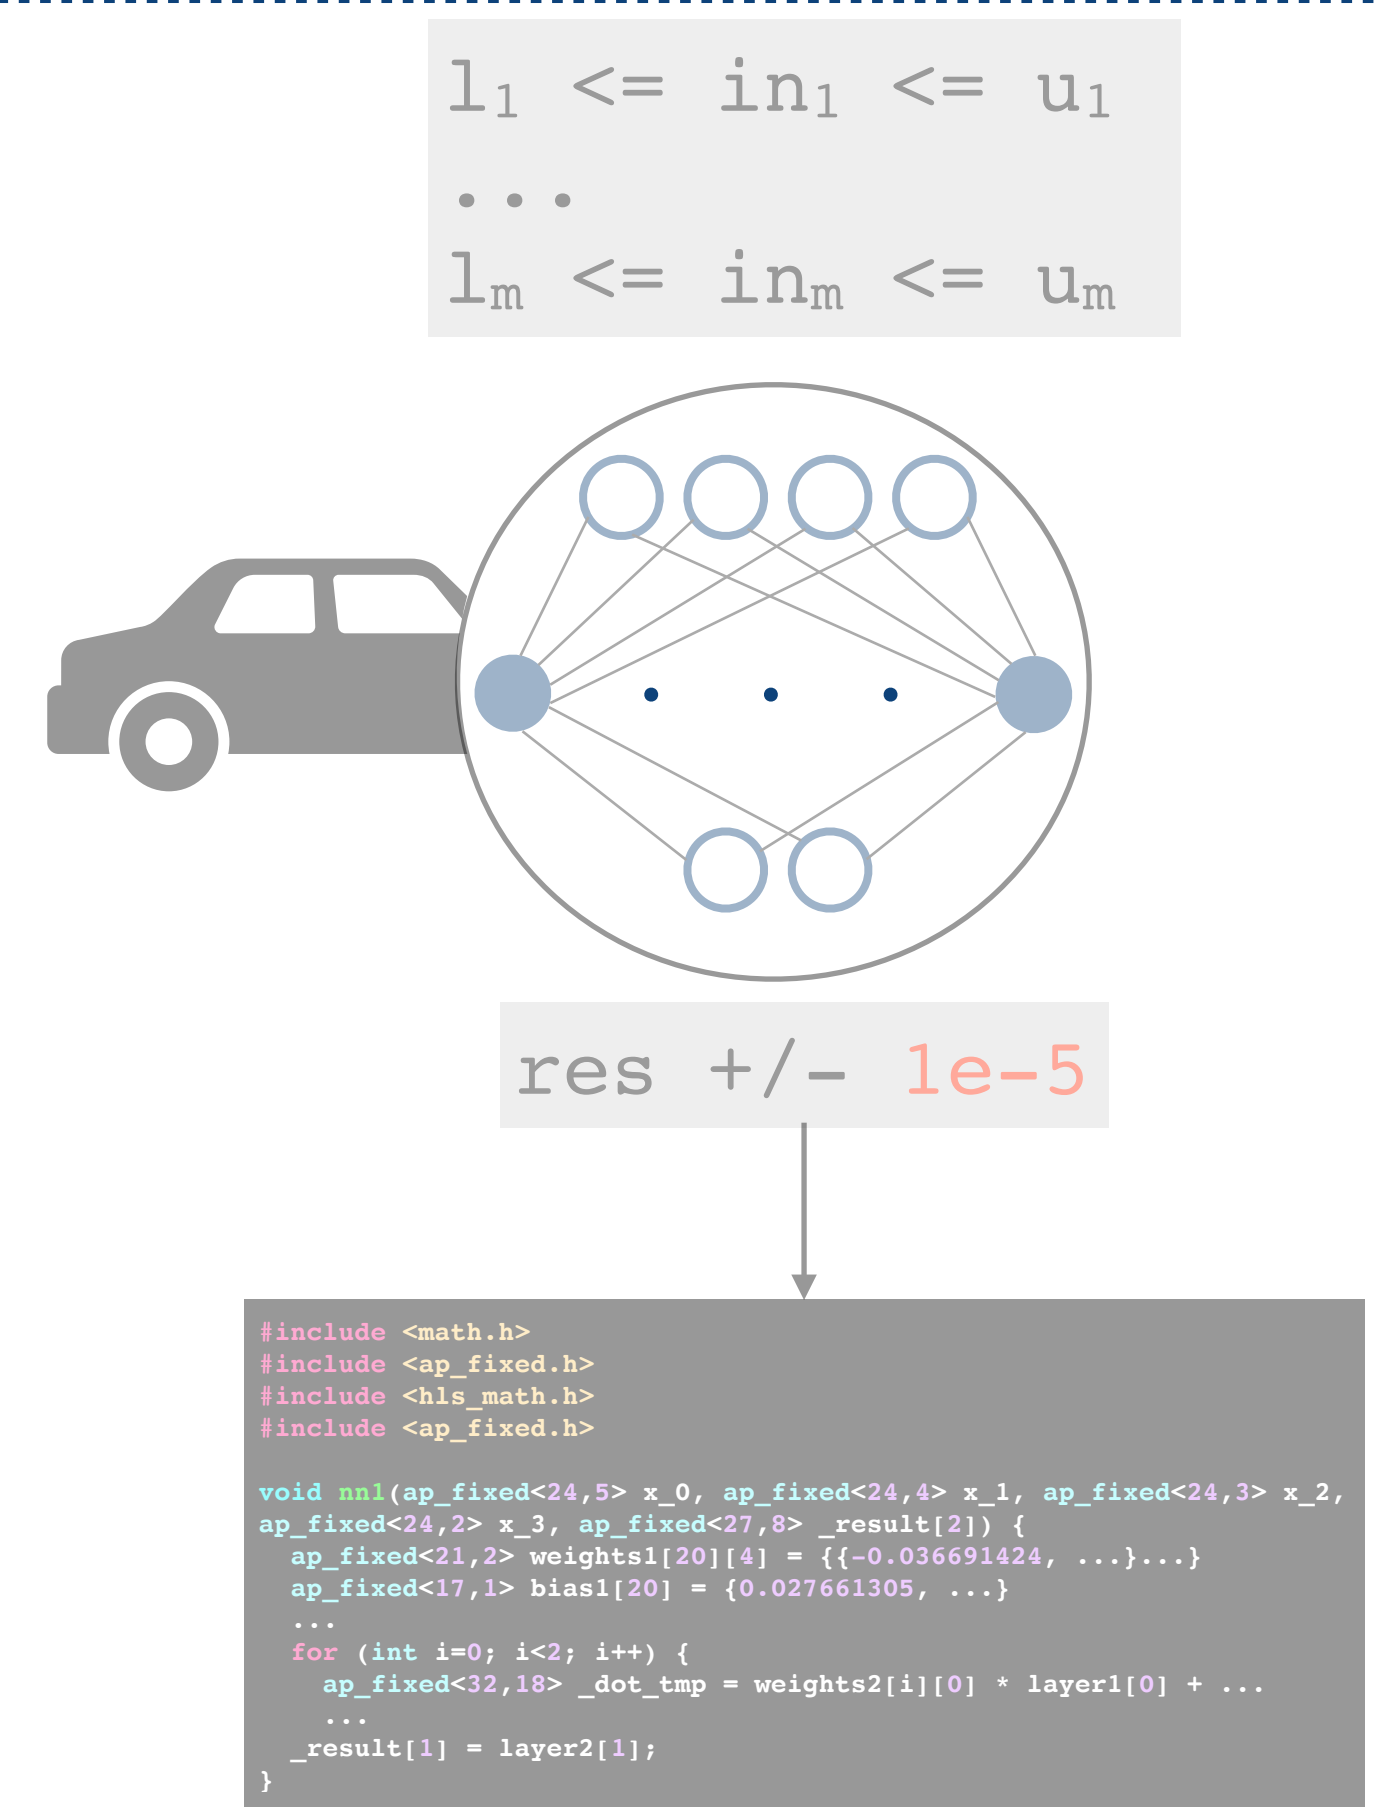 l₁ <= in₁ <= u₁
...
lₘ <= inₘ <= uₘ
res +/- 1e-5
#include <math.h>
#include <ap_fixed.h>
#include <hls_math.h>
#include <ap_fixed.h>
void nn1(ap_fixed<24,5> x_0, ap_fixed<24,4> x_1, ap_fixed<24,3> x_2,
ap_fixed<24,2> x_3, ap_fixed<27,8> _result[2]) {
  ap_fixed<21,2> weights1[20][4] = {{-0.036691424, ...}...}
  ap_fixed<17,1> bias1[20] = {0.027661305, ...}
  ...
  for (int i=0; i<2; i++) {
    ap_fixed<32,18> _dot_tmp = weights2[i][0] * layer1[0] + ...
    ...
  _result[1] = layer2[1];
}